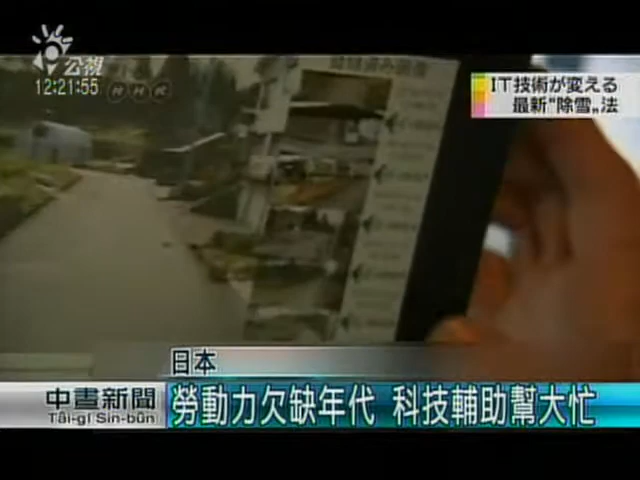 公視
12:21:55
NHK
IT技術が変える
最新"除雪"法
日本
中晝新聞
Tâi-gí Sin-bûn
勞動力欠缺年代 科技輔助幫大忙